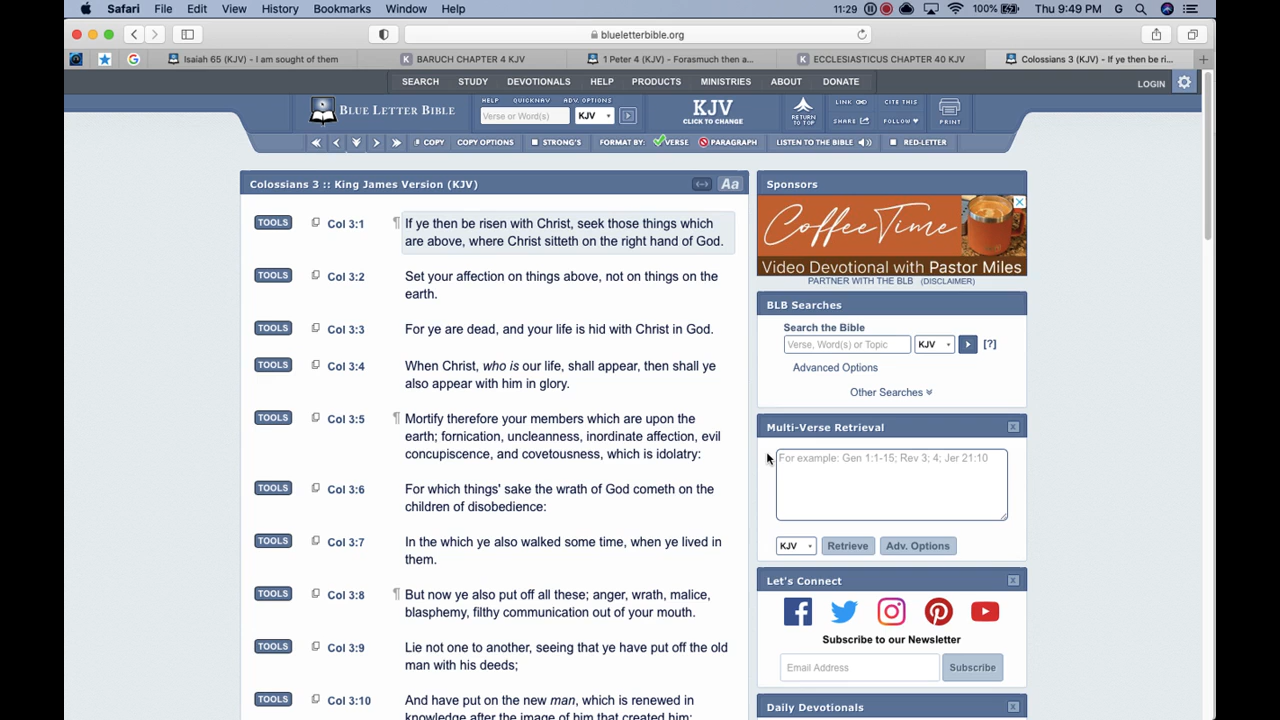 Safari File Edit View History Bookmarks Window Help 11:29 100% Thu 9:49 PM G
blueletterbible.org
Isaiah 65 (KJV) - I am sought of them BARUCH CHAPTER 4 KJV 1 Peter 4 (KJV) - Forasmuch then a... ECCLESIASTICUS CHAPTER 40 KJV Colossians 3 (KJV) - If ye then be ri...
SEARCH STUDY DEVOTIONALS HELP PRODUCTS MINISTRIES ABOUT DONATE LOGIN
HELP QUICKNAV ADV. OPTIONS
BLUE LETTER BIBLE Verse or Word(s) KJV
KJV
CLICK TO CHANGE
RETURN TO TOP
LINK CITE THIS
SHARE FOLLOW
PRINT
COPY COPY OPTIONS STRONG'S FORMAT BY: VERSE PARAGRAPH LISTEN TO THE BIBLE RED-LETTER
Colossians 3 :: King James Version (KJV) Aa
TOOLS Col 3:1 ¶ If ye then be risen with Christ, seek those things which
are above, where Christ sitteth on the right hand of God.
TOOLS Col 3:2 Set your affection on things above, not on things on the
earth.
TOOLS Col 3:3 For ye are dead, and your life is hid with Christ in God.
TOOLS Col 3:4 When Christ, who is our life, shall appear, then shall ye
also appear with him in glory.
TOOLS Col 3:5 ¶ Mortify therefore your members which are upon the
earth; fornication, uncleanness, inordinate affection, evil
concupiscence, and covetousness, which is idolatry:
TOOLS Col 3:6 For which things' sake the wrath of God cometh on the
children of disobedience:
TOOLS Col 3:7 In the which ye also walked some time, when ye lived in
them.
TOOLS Col 3:8 ¶ But now ye also put off all these; anger, wrath, malice,
blasphemy, filthy communication out of your mouth.
TOOLS Col 3:9 Lie not one to another, seeing that ye have put off the old
man with his deeds;
TOOLS Col 3:10 And have put on the new man, which is renewed in
knowledge after the image of him that created him:
Sponsors
Coffee Time
Video Devotional with Pastor Miles
PARTNER WITH THE BLB (DISCLAIMER)
BLB Searches
Search the Bible
Verse, Word(s) or Topic KJV [?]
Advanced Options
Other Searches
Multi-Verse Retrieval
For example: Gen 1:1-15; Rev 3; 4; Jer 21:10
KJV Retrieve Adv. Options
Let's Connect
Subscribe to our Newsletter
Email Address Subscribe
Daily Devotionals